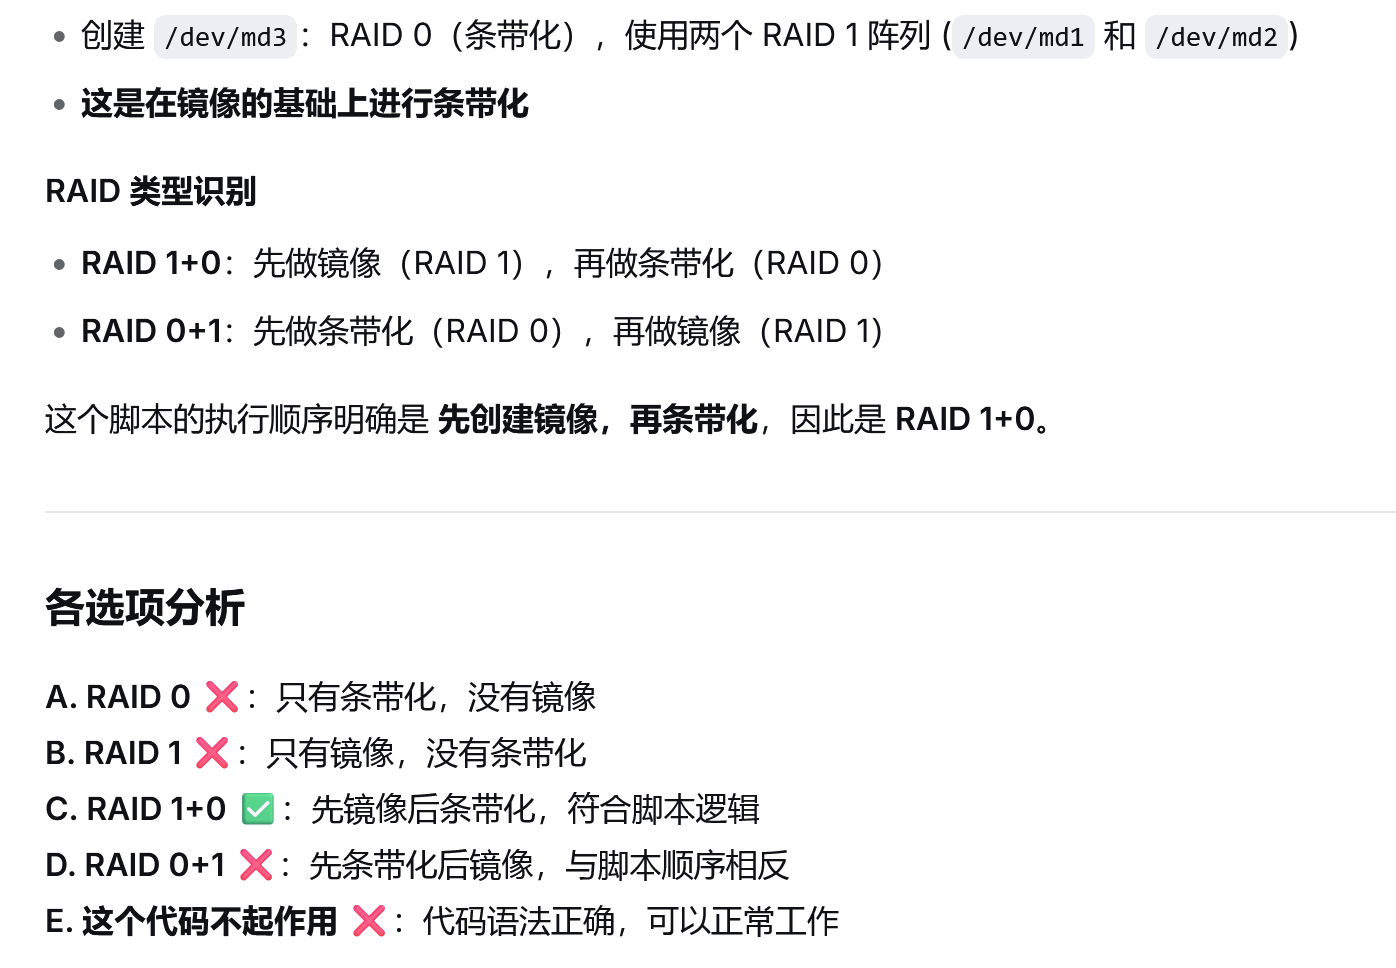 • 创建 /dev/md3：RAID 0（条带化），使用两个 RAID 1 阵列 (/dev/md1 和 /dev/md2)
• 这是在镜像的基础上进行条带化
RAID 类型识别
• RAID 1+0：先做镜像（RAID 1），再做条带化（RAID 0）
• RAID 0+1：先做条带化（RAID 0），再做镜像（RAID 1）
这个脚本的执行顺序明确是 先创建镜像，再条带化，因此是 RAID 1+0。
各选项分析
A. RAID 0 ❌：只有条带化，没有镜像
B. RAID 1 ❌：只有镜像，没有条带化
C. RAID 1+0 ✅：先镜像后条带化，符合脚本逻辑
D. RAID 0+1 ❌：先条带化后镜像，与脚本顺序相反
E. 这个代码不起作用 ❌：代码语法正确，可以正常工作